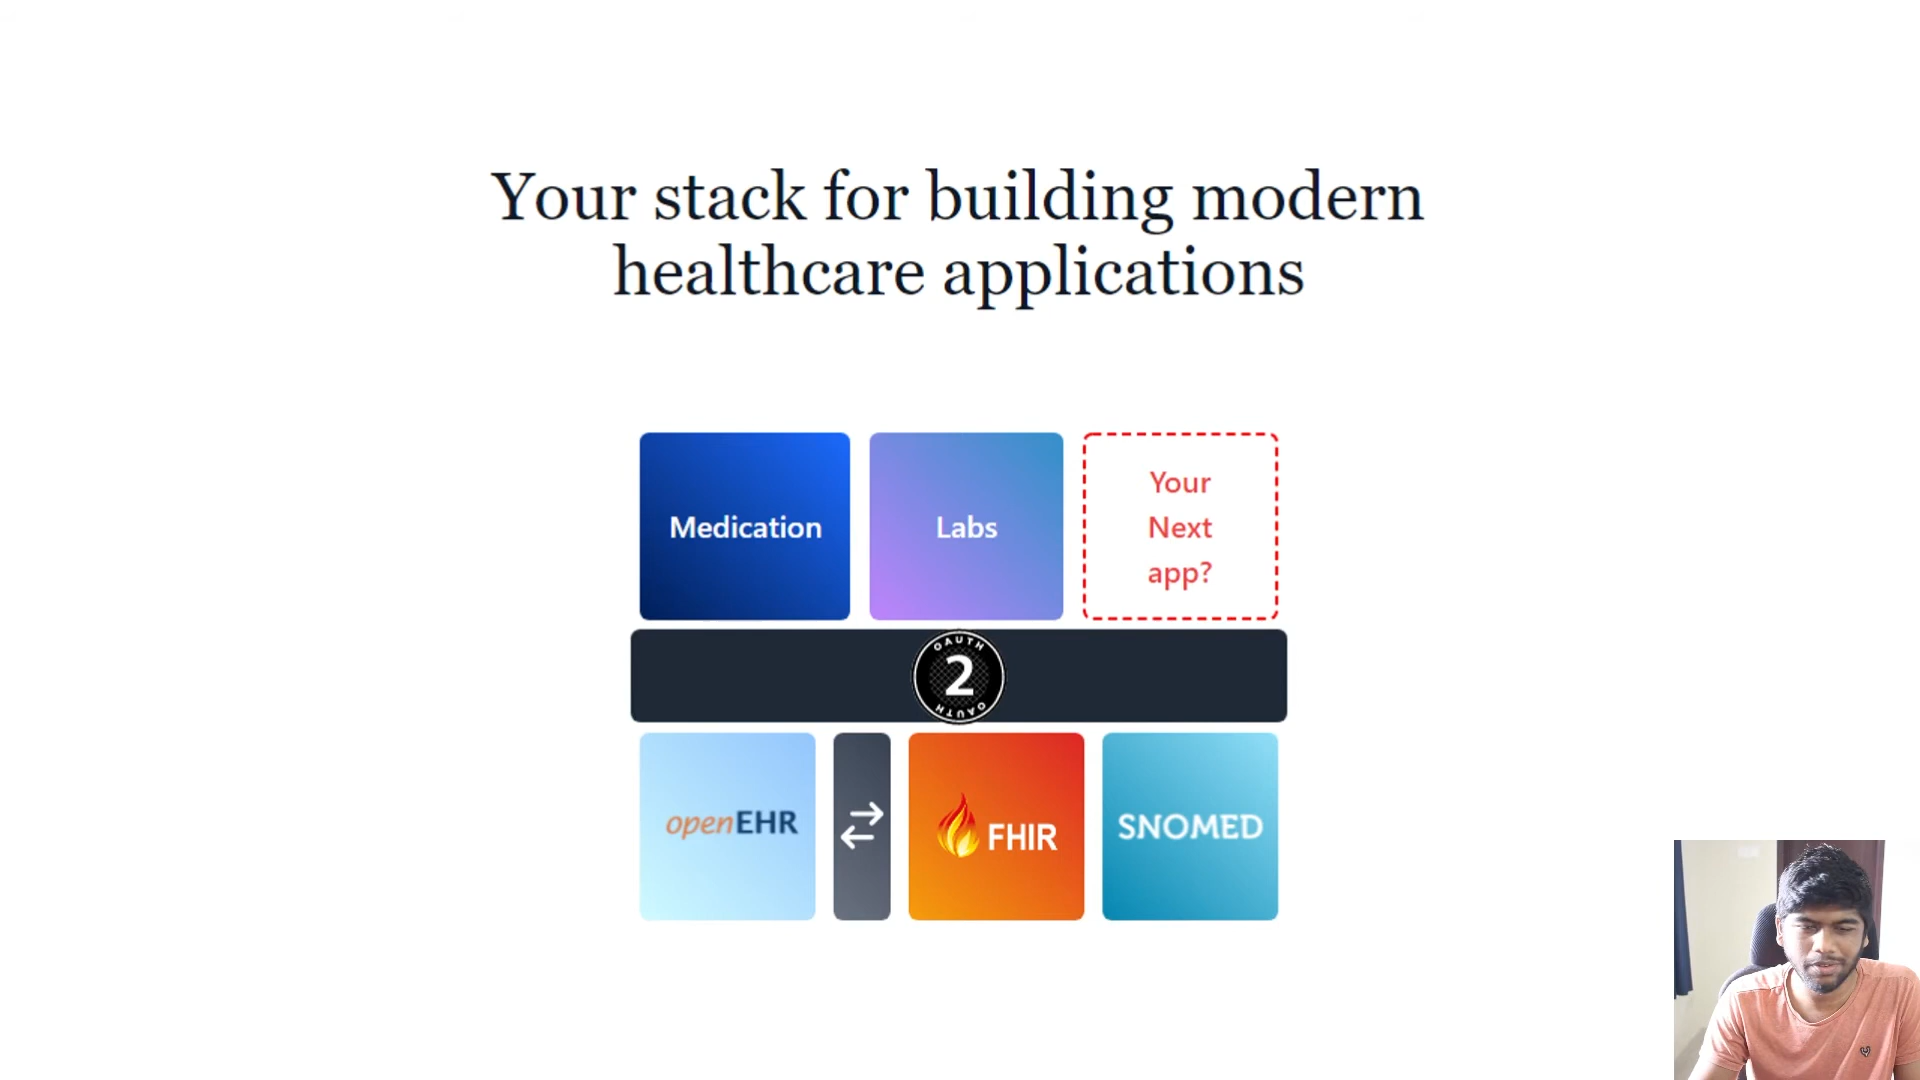 Your stack for building modern
healthcare applications
Medication
Labs
Your
Next
app?
OAUTH
2
OAUTH
openEHR
FHIR
SNOMED